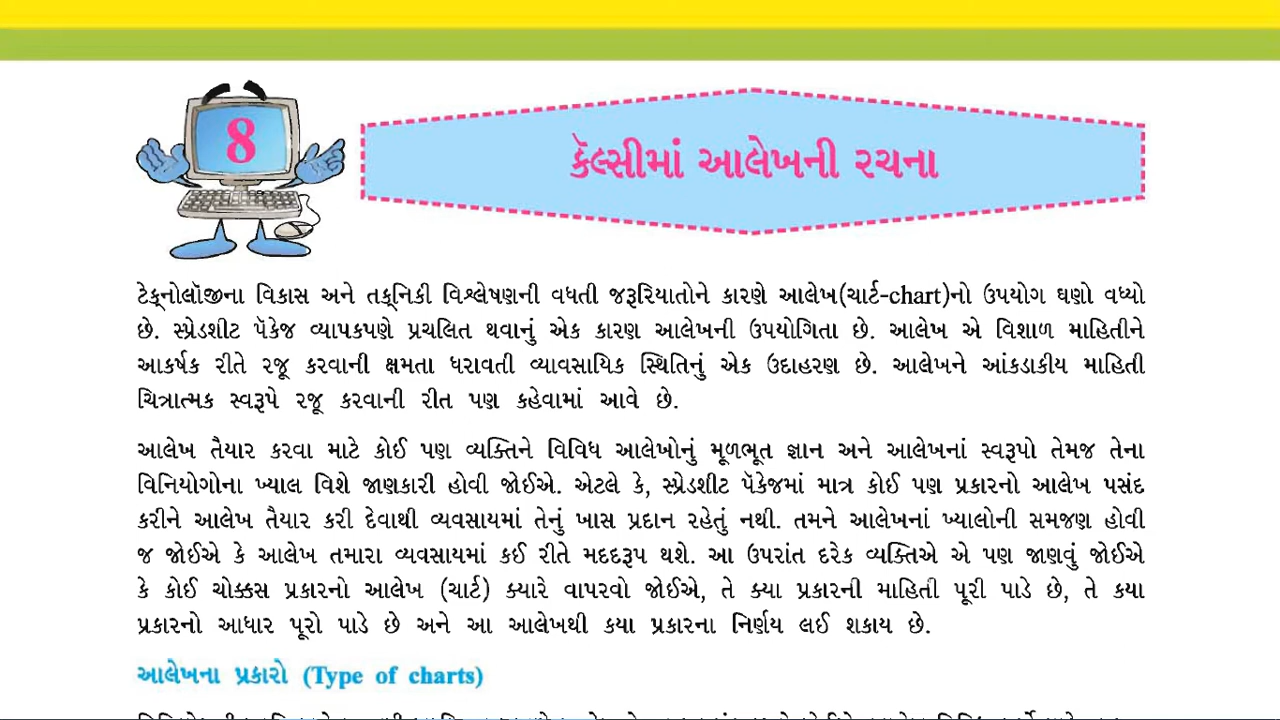 8
કૅલ્સીમાં આલેખની રચના
ટેક્નોલૉજીના વિકાસ અને તક્નિકી વિશ્લેષણની વધતી જરૂરિયાતોને કારણે આલેખ(ચાર્ટ-chart)નો ઉપયોગ ઘણો વધ્યો
છે. સ્પ્રેડશીટ પૅકેજ વ્યાપકપણે પ્રચલિત થવાનું એક કારણ આલેખની ઉપયોગિતા છે. આલેખ એ વિશાળ માહિતીને
આકર્ષક રીતે રજૂ કરવાની ક્ષમતા ધરાવતી વ્યાવસાયિક સ્થિતિનું એક ઉદાહરણ છે. આલેખને આંકડાકીય માહિતી
ચિત્રાત્મક સ્વરૂપે રજૂ કરવાની રીત પણ કહેવામાં આવે છે.
આલેખ તૈયાર કરવા માટે કોઈ પણ વ્યક્તિને વિવિધ આલેખોનું મૂળભૂત જ્ઞાન અને આલેખનાં સ્વરૂપો તેમજ તેના
વિનિયોગોના ખ્યાલ વિશે જાણકારી હોવી જોઈએ. એટલે કે, સ્પ્રેડશીટ પૅકેજમાં માત્ર કોઈ પણ પ્રકારનો આલેખ પસંદ
કરીને આલેખ તૈયાર કરી દેવાથી વ્યવસાયમાં તેનું ખાસ પ્રદાન રહેતું નથી. તમને આલેખનાં ખ્યાલોની સમજણ હોવી
જ જોઈએ કે આલેખ તમારા વ્યવસાયમાં કઈ રીતે મદદરૂપ થશે. આ ઉપરાંત દરેક વ્યક્તિએ એ પણ જાણવું જોઈએ
કે કોઈ ચોક્કસ પ્રકારનો આલેખ (ચાર્ટ) ક્યારે વાપરવો જોઈએ, તે ક્યા પ્રકારની માહિતી પૂરી પાડે છે, તે કયા
પ્રકારનો આધાર પૂરો પાડે છે અને આ આલેખથી કયા પ્રકારના નિર્ણય લઈ શકાય છે.
આલેખના પ્રકારો (Type of charts)